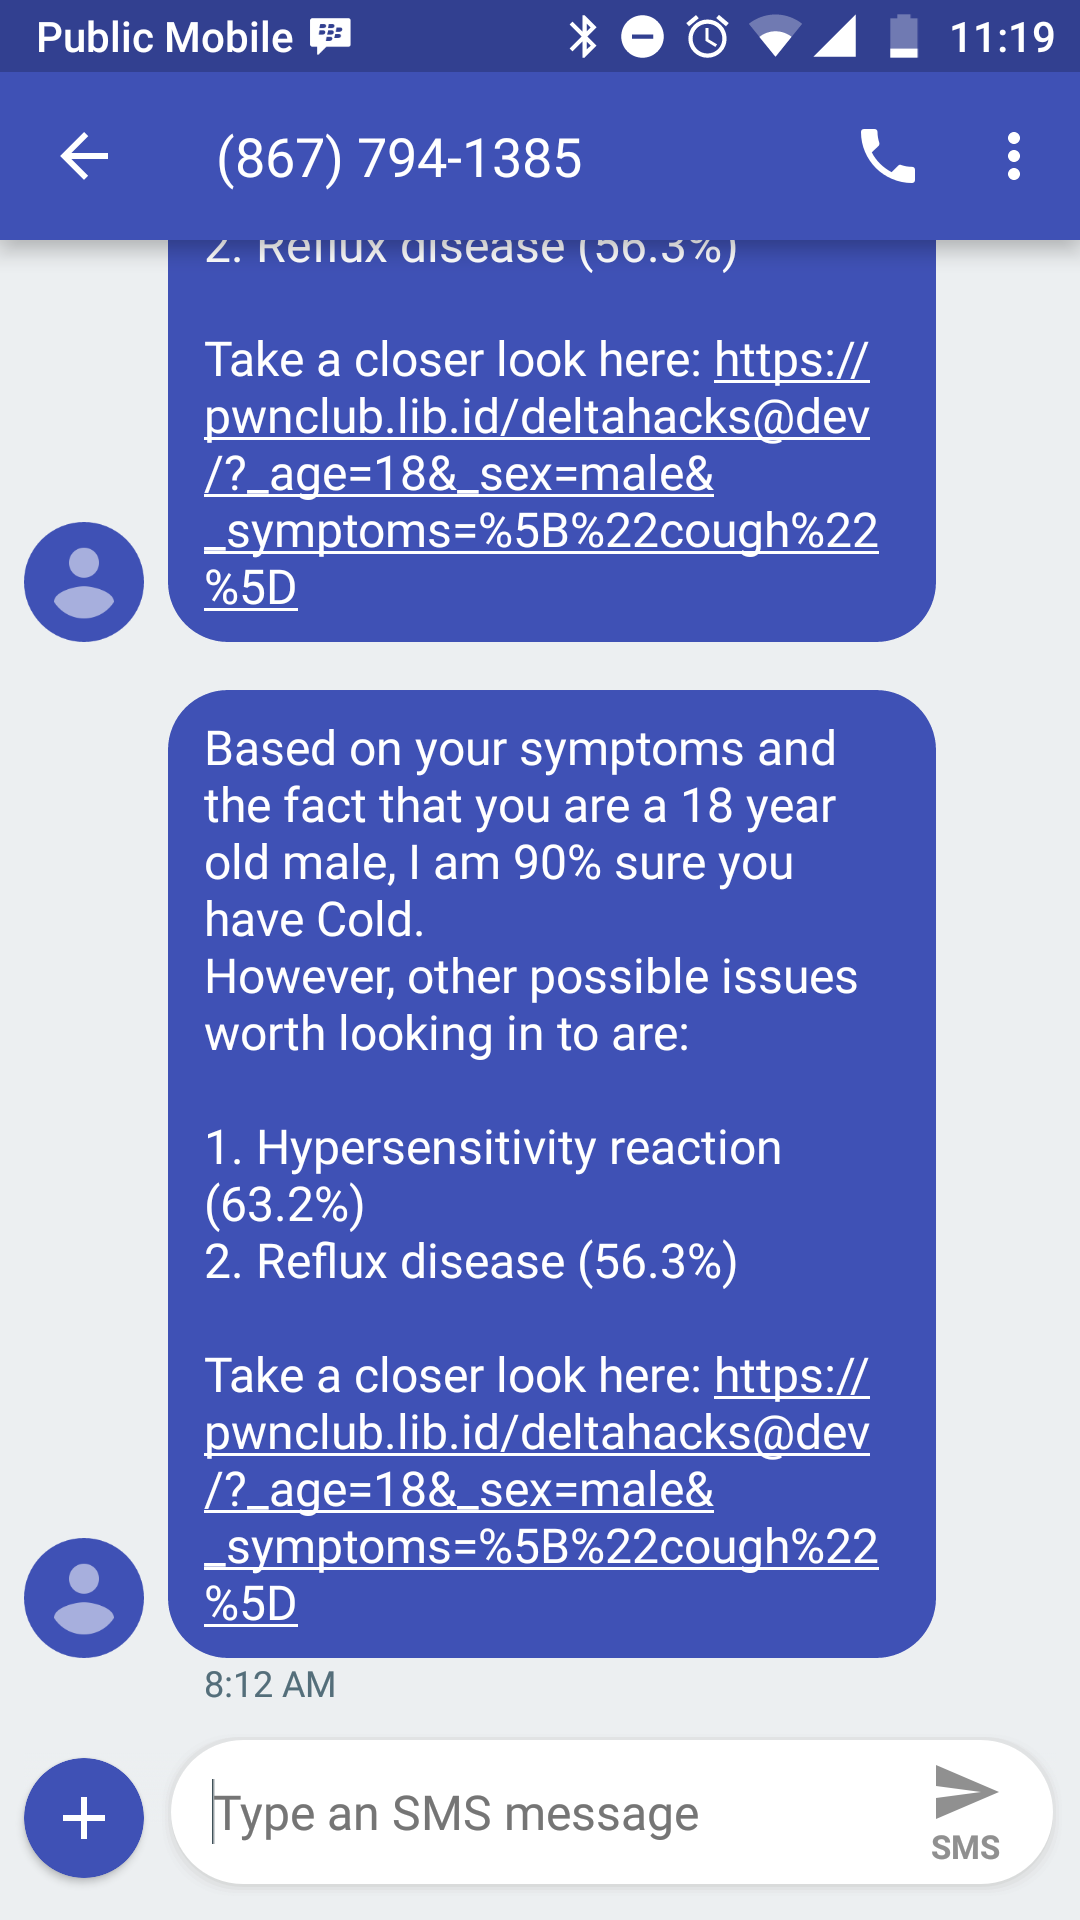 Public Mobile 11:19
(867) 794-1385
2. Reflux disease (56.3%)
Take a closer look here: https://
pwnclub.lib.id/deltahacks@dev
/?_age=18&_sex=male&
_symptoms=%5B%22cough%22
%5D
Based on your symptoms and
the fact that you are a 18 year
old male, I am 90% sure you
have Cold.
However, other possible issues
worth looking in to are:
1. Hypersensitivity reaction
(63.2%)
2. Reflux disease (56.3%)
Take a closer look here: https://
pwnclub.lib.id/deltahacks@dev
/?_age=18&_sex=male&
_symptoms=%5B%22cough%22
%5D
8:12 AM
Type an SMS message
SMS